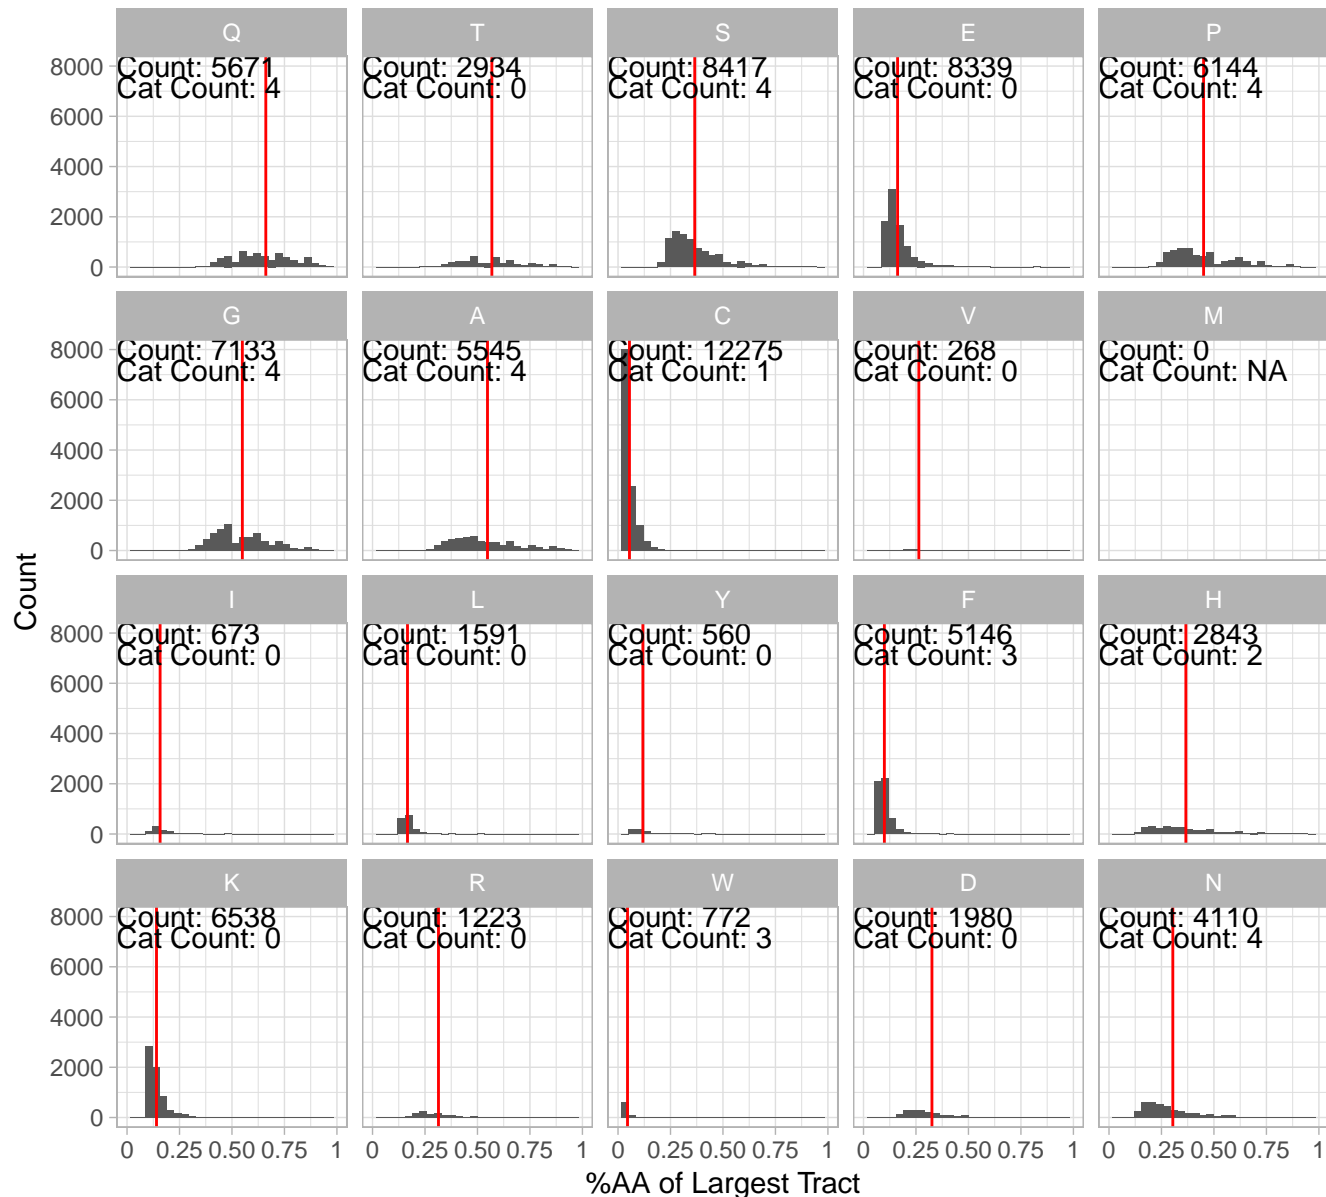 Q T S E P
8000 Count: 5671 Count: 2934 Count: 8417 Count: 8339 Count: 6144
Cat Count: 4 Cat Count: 0 Cat Count: 4 Cat Count: 0 Cat Count: 4
6000
4000
2000
0
G A C V M
8000 Count: 7133 Count: 5545 Count: 12275 Count: 268 Count: 0
Cat Count: 4 Cat Count: 4 Cat Count: 1 Cat Count: 0 Cat Count: NA
6000
4000
2000
0
Count
I L Y F H
8000 Count: 673 Count: 1591 Count: 560 Count: 5146 Count: 2843
Cat Count: 0 Cat Count: 0 Cat Count: 0 Cat Count: 3 Cat Count: 2
6000
4000
2000
0
K R W D N
8000 Count: 6538 Count: 1223 Count: 772 Count: 1980 Count: 4110
Cat Count: 0 Cat Count: 0 Cat Count: 3 Cat Count: 0 Cat Count: 4
6000
4000
2000
0
0 0.25 0.50 0.75 1 0 0.25 0.50 0.75 1 0 0.25 0.50 0.75 1 0 0.25 0.50 0.75 1 0 0.25 0.50 0.75 1
%AA of Largest Tract